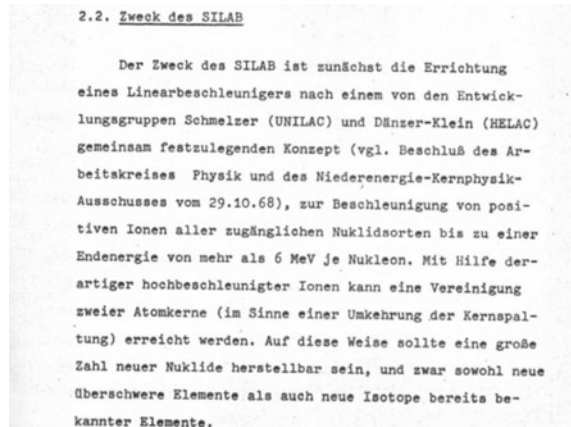 2.2. Zweck des SILAB
Der Zweck des SILAB ist zunächst die Errichtung
eines Linearbeschleunigers nach einem von den Entwick-
lungsgruppen Schmelzer (UNILAC) und Dänzer-Klein (HELAC)
gemeinsam festzulegenden Konzept (vgl. Beschluß des Ar-
beitskreises  Physik und des Niederenergie-Kernphysik-
Ausschusses vom 29.10.68), zur Beschleunigung von posi-
tiven Ionen aller zugänglichen Nuklidsorten bis zu einer
Endenergie von mehr als 6 MeV je Nukleon. Mit Hilfe der-
artiger hochbeschleunigter Ionen kann eine Vereinigung
zweier Atomkerne (im Sinne einer Umkehrung der Kernspal-
tung) erreicht werden. Auf diese Weise sollte eine große
Zahl neuer Nuklide herstellbar sein, und zwar sowohl neue
überschwere Elemente als auch neue Isotope bereits be-
kannter Elemente.